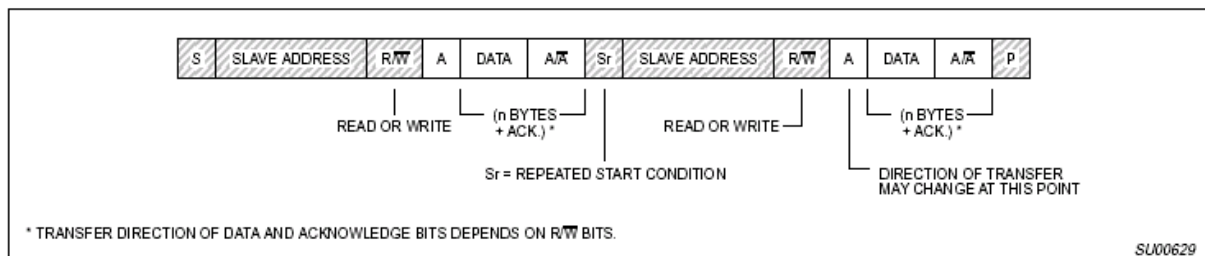 S SLAVE ADDRESS R/W̅ A DATA A/A̅ Sr SLAVE ADDRESS R/W̅ A DATA A/A̅ P
READ OR WRITE (n BYTES + ACK.) * READ OR WRITE (n BYTES + ACK.) *
Sr = REPEATED START CONDITION
DIRECTION OF TRANSFER
MAY CHANGE AT THIS POINT
* TRANSFER DIRECTION OF DATA AND ACKNOWLEDGE BITS DEPENDS ON R/W̅ BITS.
SU00629